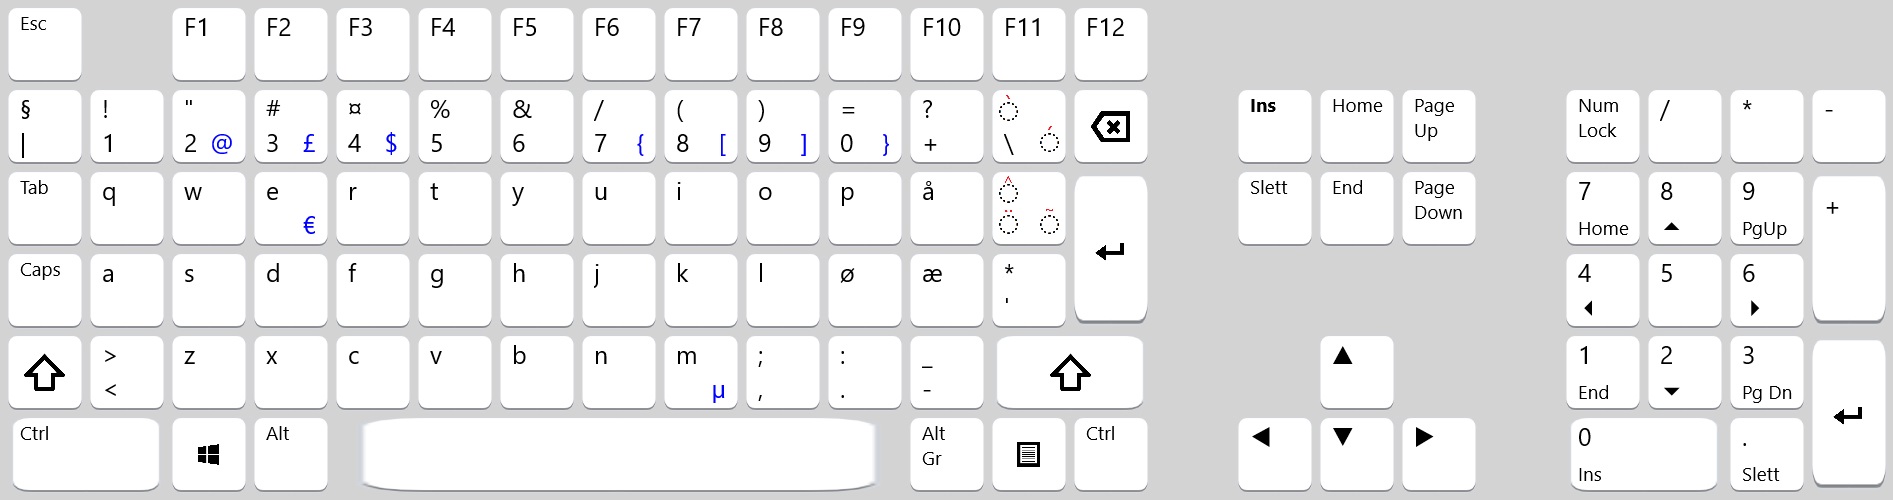 Esc F1 F2 F3 F4 F5 F6 F7 F8 F9 F10 F11 F12
§ ! " # ¤ % & / ( ) = ? ◌̀ Ins Home Page Up Num Lock / * -
| 1 2 @ 3 £ 4 $ 5 6 7 { 8 [ 9 ] 0 } + \ ◌́
Tab q w e r t y u i o p å ◌̂ Slett End Page Down 7 8 9 +
€ ◌̈ ◌̃ Home PgUp
Caps a s d f g h j k l ø æ * 4 5 6
'
> z x c v b n m ; : _ 1 2 3
< µ , . - End Pg Dn
Ctrl Alt Alt Gr Ctrl 0 .
Ins Slett